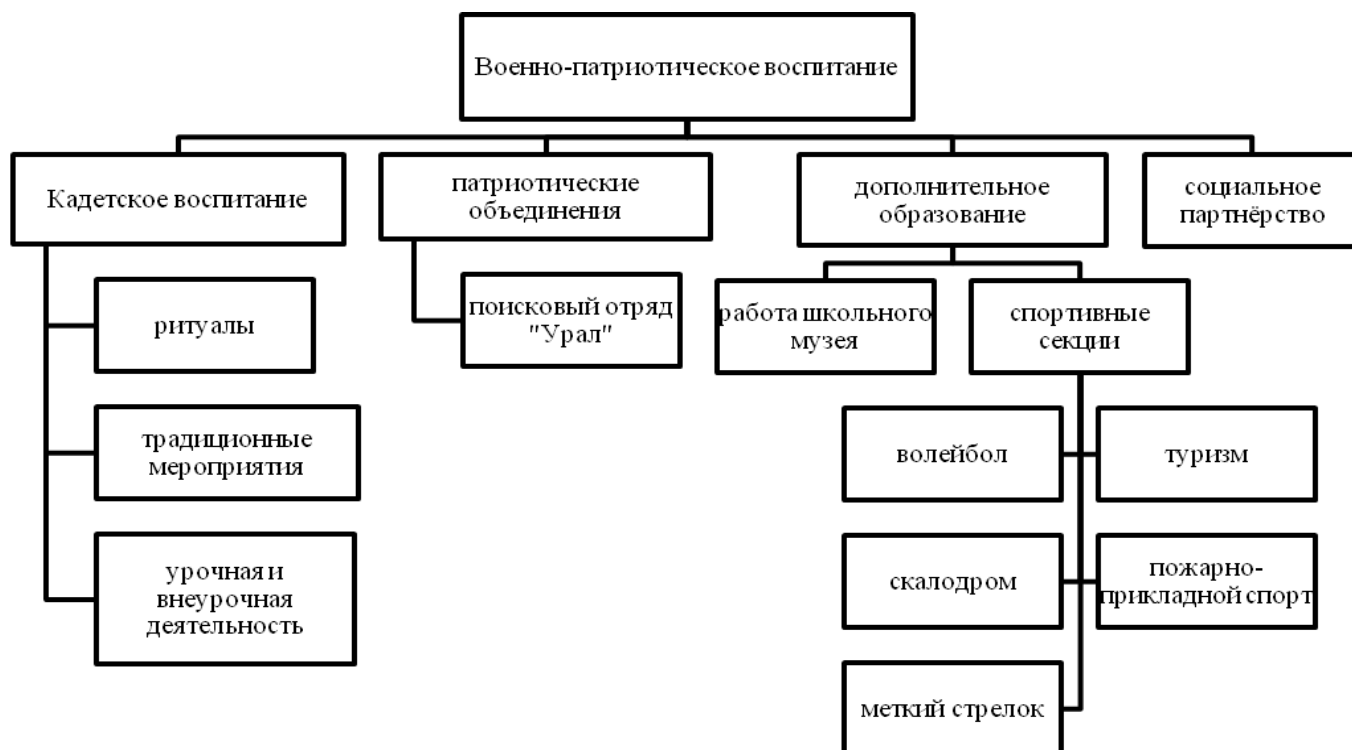 Военно-патриотическое воспитание
Кадетское воспитание
патриотические
объединения
дополнительное
образование
социальное
партнёрство
ритуалы
поисковый отряд
"Урал"
работа школьного
музея
спортивные
секции
традиционные
мероприятия
волейбол
туризм
урочная и
внеурочная
деятельность
скалодром
пожарно-
прикладной спорт
меткий стрелок